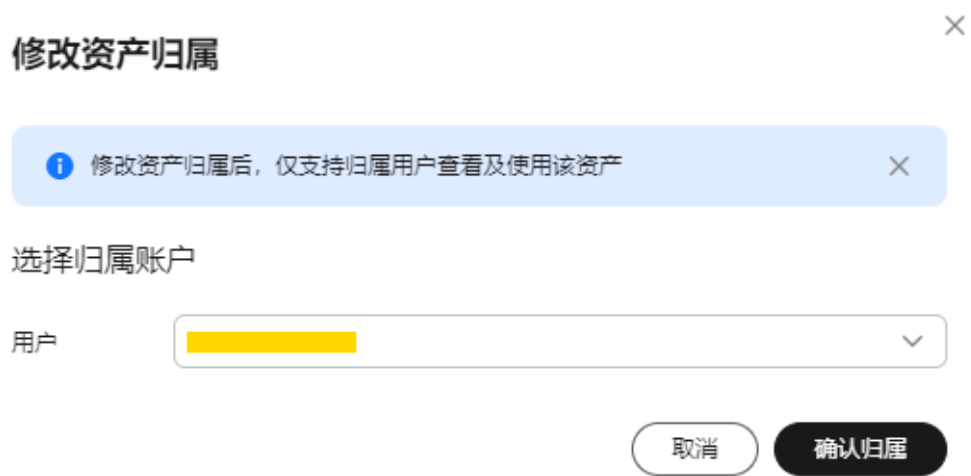 修改资产归属
修改资产归属后，仅支持归属用户查看及使用该资产
选择归属账户
用户
取消
确认归属